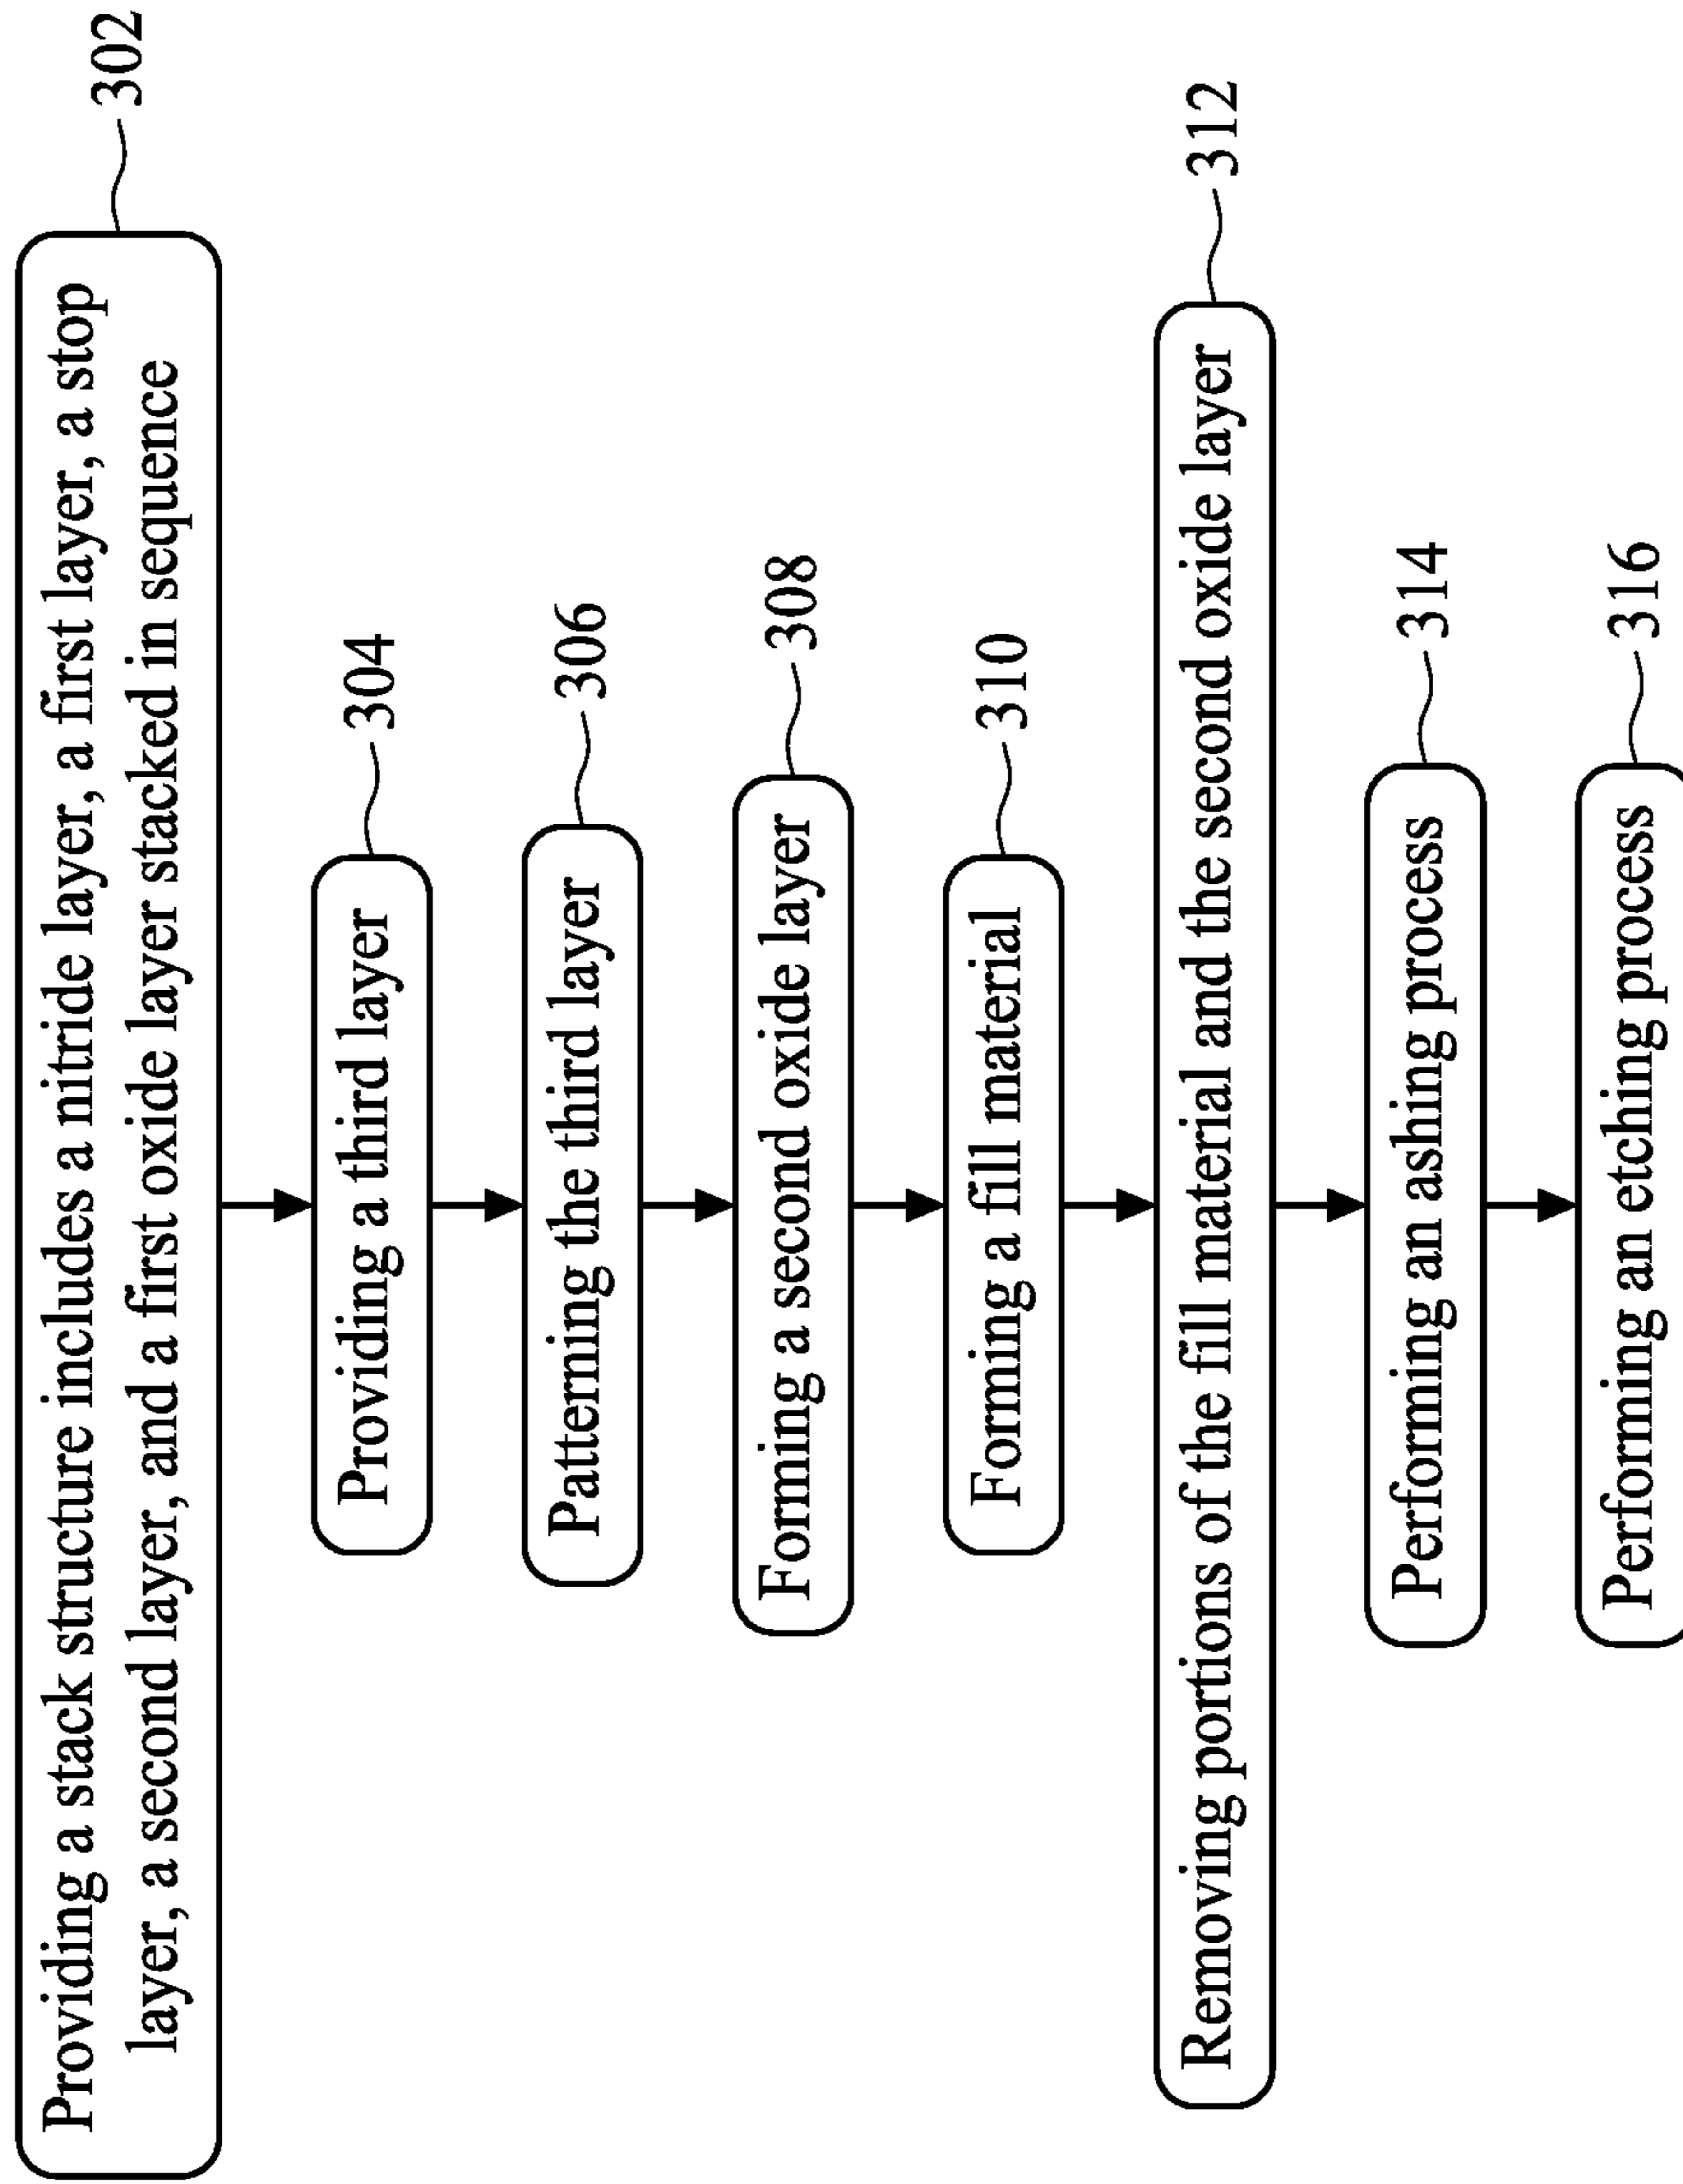 Providing a stack structure includes a nitride layer, a first layer, a stop
layer, a second layer, and a first oxide layer stacked in sequence
302
Providing a third layer
304
Patterning the third layer
306
Forming a second oxide layer
308
Forming a fill material
310
Removing portions of the fill material and the second oxide layer
312
Performing an ashing process
314
Performing an etching process
316